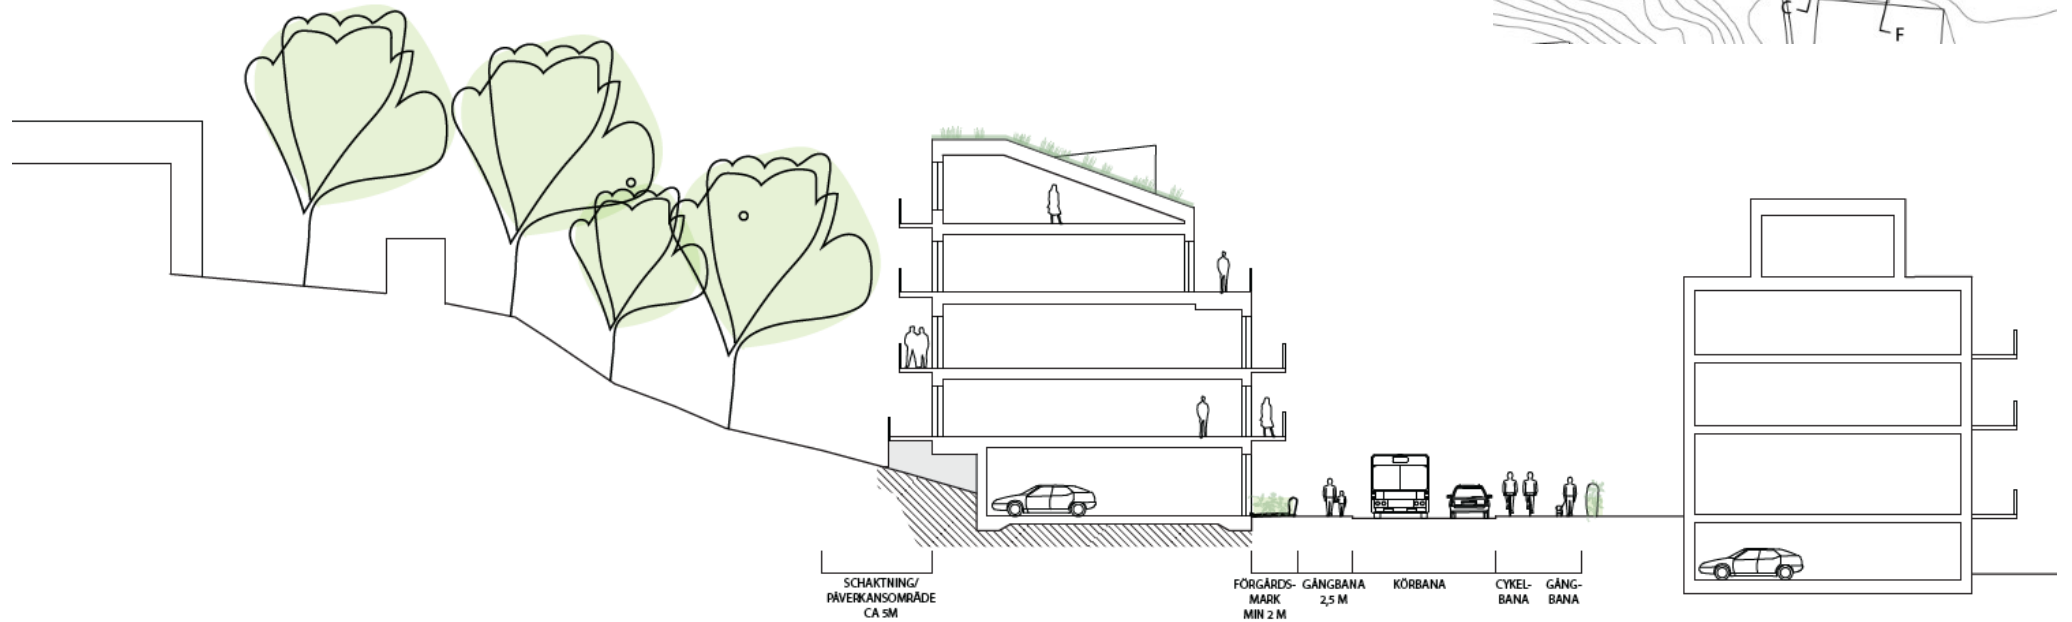 C
F
SCHAKTNING/
PÅVERKANSOMRÅDE
CA 5M
FÖRGÅRDS-
MARK
MIN 2 M
GÅNGBANA
2,5 M
KÖRBANA
CYKEL-
BANA
GÅNG-
BANA